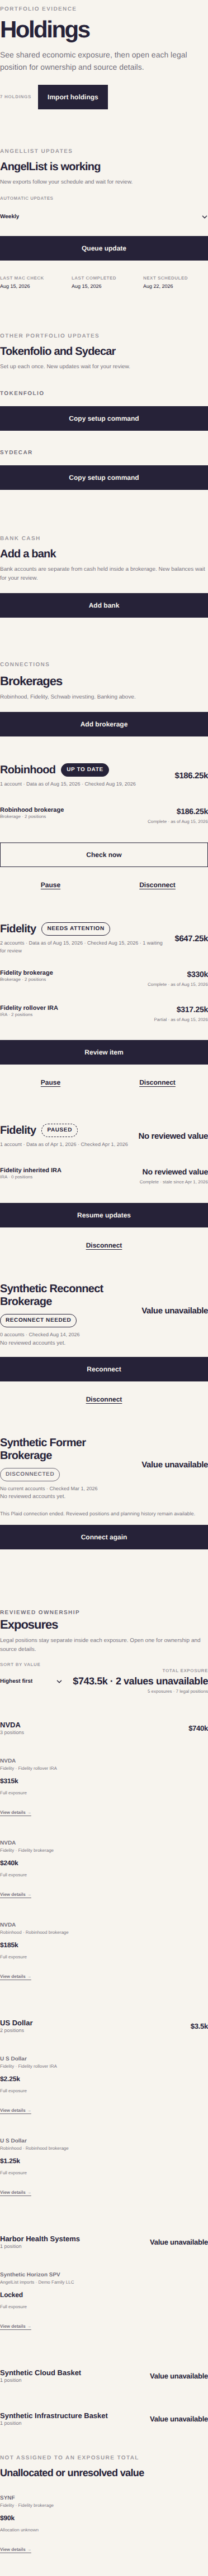 PORTFOLIO EVIDENCE
Holdings
See shared economic exposure, then open each legal
position for ownership and source details.
7 HOLDINGS
Import holdings
ANGELLIST UPDATES
AngelList is working
New exports follow your schedule and wait for review.
AUTOMATIC UPDATES
Weekly
Queue update
LAST MAC CHECK
LAST COMPLETED
NEXT SCHEDULED
Aug 15, 2026
Aug 15, 2026
Aug 22, 2026
OTHER PORTFOLIO UPDATES
Tokenfolio and Sydecar
Set up each once. New updates wait for your review.
TOKENFOLIO
Copy setup command
SYDECAR
Copy setup command
BANK CASH
Add a bank
Bank accounts are separate from cash held inside a brokerage. New balances wait
for your review.
Add bank
CONNECTIONS
Brokerages
Robinhood, Fidelity, Schwab investing. Banking above.
Add brokerage
Robinhood UP TO DATE
1 account · Data as of Aug 15, 2026 · Checked Aug 19, 2026
$186.25k
Robinhood brokerage
Brokerage · 2 positions
$186.25k
Complete · as of Aug 15, 2026
Check now
Pause
Disconnect
Fidelity NEEDS ATTENTION
2 accounts · Data as of Aug 15, 2026 · Checked Aug 15, 2026 · 1 waiting
for review
$647.25k
Fidelity brokerage
Brokerage · 2 positions
$330k
Complete · as of Aug 15, 2026
Fidelity rollover IRA
IRA · 2 positions
$317.25k
Partial · as of Aug 15, 2026
Review item
Pause
Disconnect
Fidelity PAUSED
1 account · Data as of Apr 1, 2026 · Checked Apr 1, 2026
No reviewed value
Fidelity inherited IRA
IRA · 0 positions
No reviewed value
Complete · stale since Apr 1, 2026
Resume updates
Disconnect
Synthetic Reconnect
Brokerage
RECONNECT NEEDED
0 accounts · Checked Aug 14, 2026
No reviewed accounts yet.
Value unavailable
Reconnect
Disconnect
Synthetic Former
Brokerage
DISCONNECTED
No current accounts · Checked Mar 1, 2026
No reviewed accounts yet.
Value unavailable
This Plaid connection ended. Reviewed positions and planning history remain available.
Connect again
REVIEWED OWNERSHIP
Exposures
Legal positions stay separate inside each exposure. Open one for ownership and
source details.
SORT BY VALUE
Highest first
TOTAL EXPOSURE
$743.5k · 2 values unavailable
5 exposures · 7 legal positions
NVDA
3 positions
$740k
NVDA
Fidelity · Fidelity rollover IRA
$315k
Full exposure
View details →
NVDA
Fidelity · Fidelity brokerage
$240k
Full exposure
View details →
NVDA
Robinhood · Robinhood brokerage
$185k
Full exposure
View details →
US Dollar
2 positions
$3.5k
U S Dollar
Fidelity · Fidelity rollover IRA
$2.25k
Full exposure
View details →
U S Dollar
Robinhood · Robinhood brokerage
$1.25k
Full exposure
View details →
Harbor Health Systems
1 position
Value unavailable
Synthetic Horizon SPV
AngelList imports · Demo Family LLC
Locked
Full exposure
View details →
Synthetic Cloud Basket
1 position
Value unavailable
Synthetic Infrastructure Basket
1 position
Value unavailable
NOT ASSIGNED TO AN EXPOSURE TOTAL
Unallocated or unresolved value
SYNF
Fidelity · Fidelity brokerage
$90k
Allocation unknown
View details →